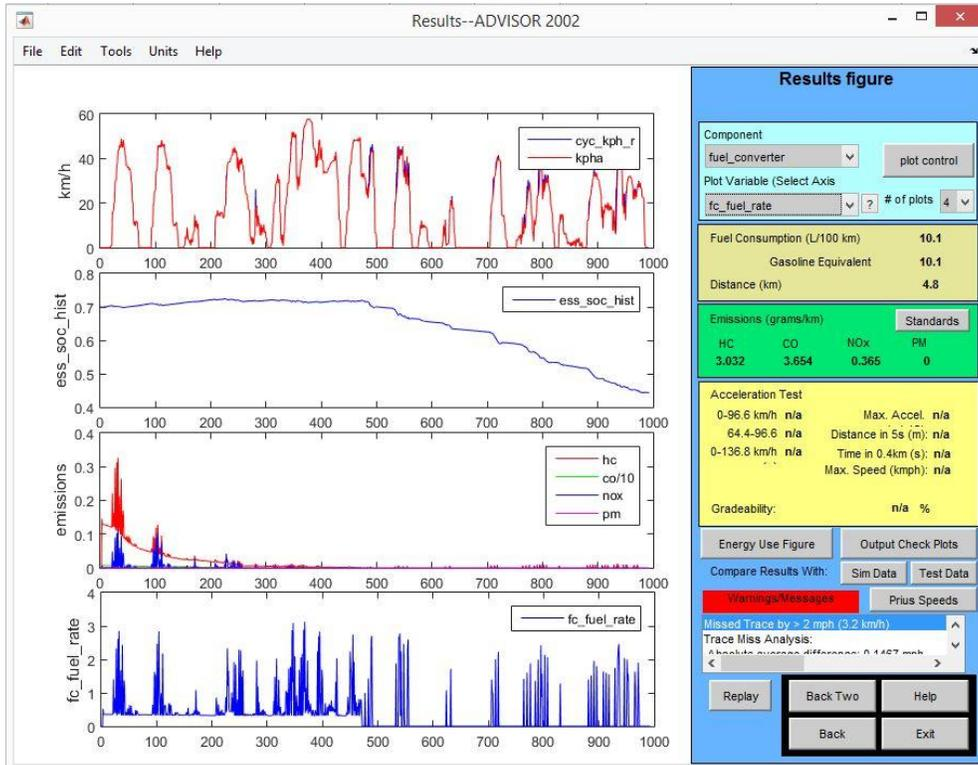 Results--ADVISOR 2002
File Edit Tools Units Help
60
40
20
0
km/h
cyc_kph_r
kpha
0 100 200 300 400 500 600 700 800 900 1000
0.8
0.7
0.6
0.5
0.4
ess_soc_hist
ess_soc_hist
0 100 200 300 400 500 600 700 800 900 1000
0.4
0.3
0.2
0.1
0
emissions
hc
co/10
nox
pm
0 100 200 300 400 500 600 700 800 900 1000
4
3
2
1
0
fc_fuel_rate
fc_fuel_rate
0 100 200 300 400 500 600 700 800 900 1000
Results figure
Component
fuel_converter
plot control
Plot Variable (Select Axis
fc_fuel_rate ? # of plots 4
Fuel Consumption (L/100 km) 10.1
Gasoline Equivalent 10.1
Distance (km) 4.8
Emissions (grams/km) Standards
HC CO NOx PM
3.032 3.654 0.365 0
Acceleration Test
0-96.6 km/h n/a Max. Accel. n/a
64.4-96.6 n/a Distance in 5s (m): n/a
0-136.8 km/h n/a Time in 0.4km (s): n/a
Max. Speed (kmph): n/a
Gradeability: n/a %
Energy Use Figure Output Check Plots
Compare Results With: Sim Data Test Data
Warnings/Messages Prius Speeds
Missed Trace by > 2 mph (3.2 km/h)
Trace Miss Analysis:
Absolute average difference: 0.1467 mph
Replay Back Two Help
Back Exit